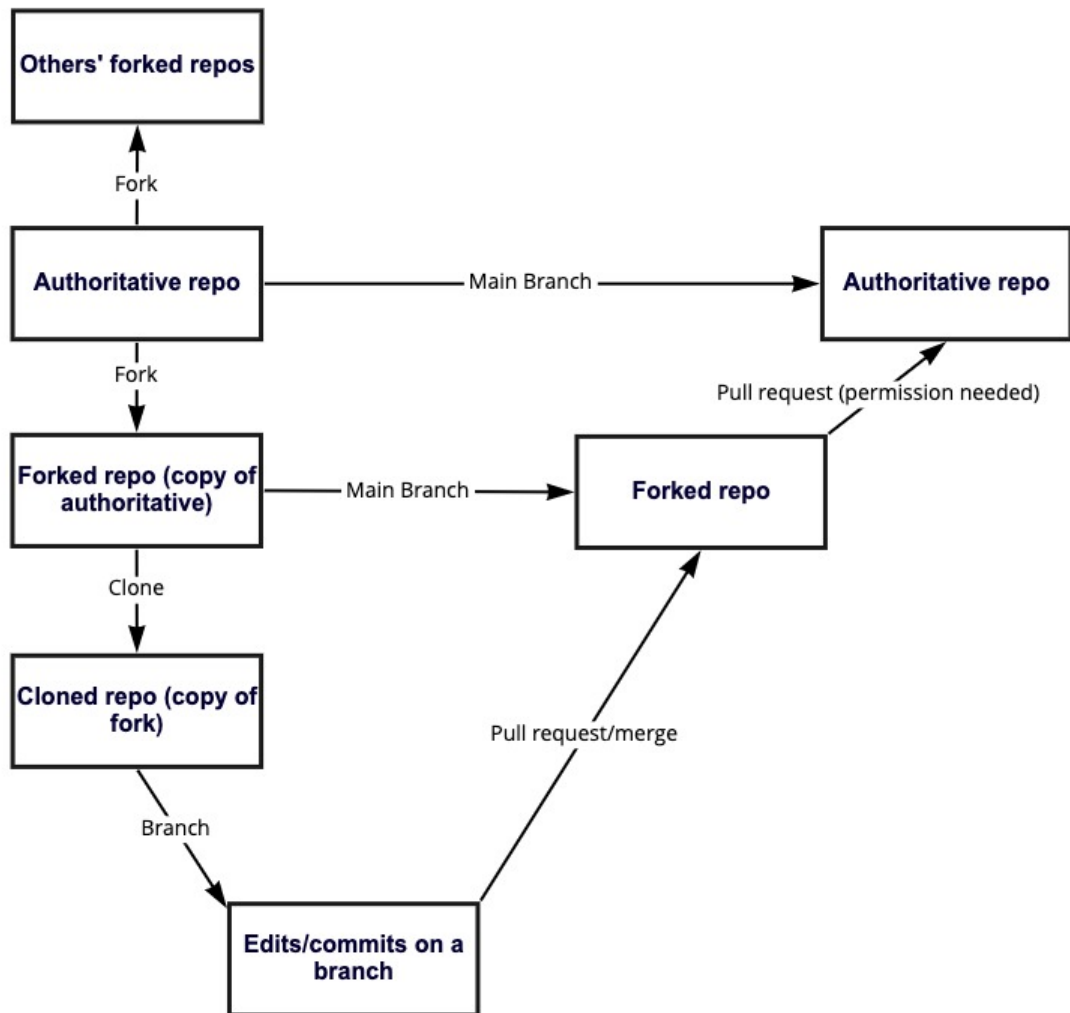 Others' forked repos
Fork
Authoritative repo
Main Branch
Authoritative repo
Fork
Pull request (permission needed)
Forked repo (copy of
authoritative)
Main Branch
Forked repo
Clone
Cloned repo (copy of
fork)
Pull request/merge
Branch
Edits/commits on a
branch